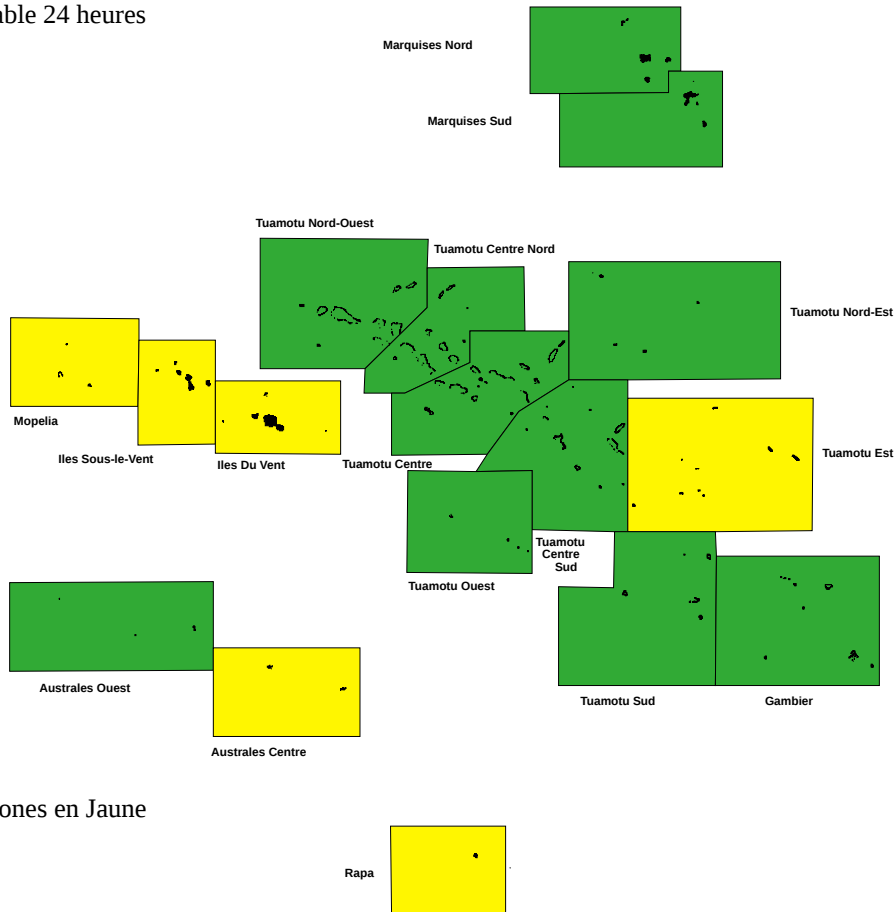 24 heures
Marquises Nord
Marquises Sud
Tuamotu Nord-Ouest
Tuamotu Centre Nord
Tuamotu Nord-Est
Mopelia
Iles Sous-le-Vent
Iles Du Vent
Tuamotu Centre
Tuamotu Est
Tuamotu
Centre
Sud
Tuamotu Ouest
Australes Ouest
Tuamotu Sud
Gambier
Australes Centre
en Jaune
Rapa